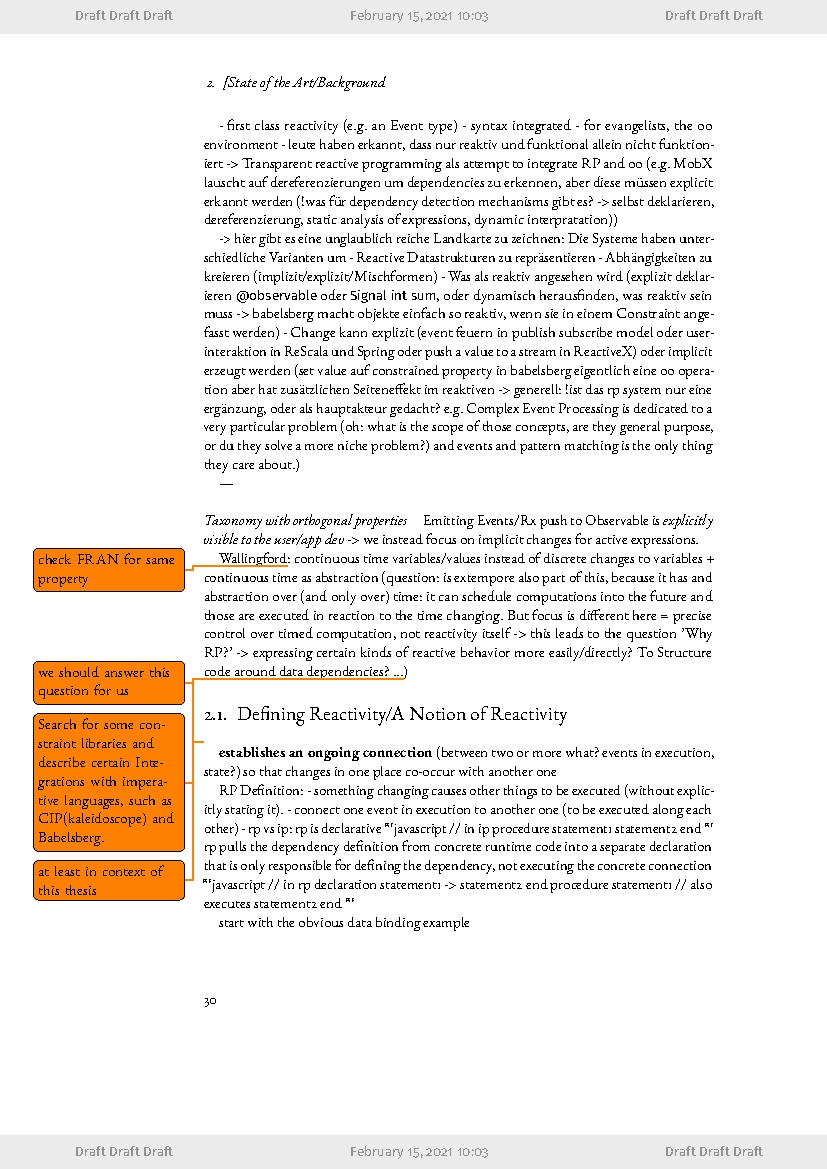 Draft Draft Draft February 15, 2021 10:03 Draft Draft Draft
2. [State of the Art/Background
- first class reactivity (e.g. an Event type) - syntax integrated - for evangelists, the oo
environment - leute haben erkannt, dass nur reaktiv und funktional allein nicht funktion-
iert -> Transparent reactive programming als attempt to integrate RP and oo (e.g. MobX
lauscht auf dereferenzierungen um dependencies zu erkennen, aber diese müssen explicit
erkannt werden (!was für dependency detection mechanisms gibt es? -> selbst deklarieren,
dereferenzierung, static analysis of expressions, dynamic interpratation))
-> hier gibt es eine unglaublich reiche Landkarte zu zeichnen: Die Systeme haben unter-
schiedliche Varianten um - Reactive Datastrukturen zu repräsentieren - Abhängigkeiten zu
kreieren (implizit/explizit/Mischformen) - Was als reaktiv angesehen wird (explizit deklar-
ieren @observable oder Signal int sum, oder dynamisch herausfinden, was reaktiv sein
muss -> babelsberg macht objekte einfach so reaktiv, wenn sie in einem Constraint ange-
fasst werden) - Change kann explizit (event feuern in publish subscribe model oder user-
interaktion in ReScala und Spring oder push a value to a stream in ReactiveX) oder implicit
erzeugt werden (set value auf constrained property in babelsberg eigentlich eine oo opera-
tion aber hat zusätzlichen Seiteneffekt im reaktiven -> generell: !ist das rp system nur eine
ergänzung, oder als hauptakteur gedacht? e.g. Complex Event Processing is dedicated to a
very particular problem (oh: what is the scope of those concepts, are they general purpose,
or du they solve a more niche problem?) and events and pattern matching is the only thing
they care about.)
—
Taxonomy with orthogonal properties Emitting Events/Rx push to Observable is explicitly
visible to the user/app dev -> we instead focus on implicit changes for active expressions.
Wallingford: continuous time variables/values instead of discrete changes to variables +
continuous time as abstraction (question: is extempore also part of this, because it has and
abstraction over (and only over) time: it can schedule computations into the future and
those are executed in reaction to the time changing. But focus is different here = precise
control over timed computation, not reactivity itself -> this leads to the question 'Why
RP?' -> expressing certain kinds of reactive behavior more easily/directly? To Structure
code around data dependencies? ...)
check FRAN for same
property
we should answer this
question for us
Search for some con-
straint libraries and
describe certain Inte-
grations with impera-
tive languages, such as
CIP(kaleidoscope) and
Babelsberg.
at least in context of
this thesis
2.1. Defining Reactivity/A Notion of Reactivity
establishes an ongoing connection (between two or more what? events in execution,
state?) so that changes in one place co-occur with another one
RP Definition: - something changing causes other things to be executed (without explic-
itly stating it). - connect one event in execution to another one (to be executed along each
other) - rp vs ip: rp is declarative "'javascript // in ip procedure statement1 statement2 end "'
rp pulls the dependency definition from concrete runtime code into a separate declaration
that is only responsible for defining the dependency, not executing the concrete connection
"'javascript // in rp declaration statement1 -> statement2 end procedure statement1 // also
executes statement2 end "'
start with the obvious data binding example
30
Draft Draft Draft February 15, 2021 10:03 Draft Draft Draft